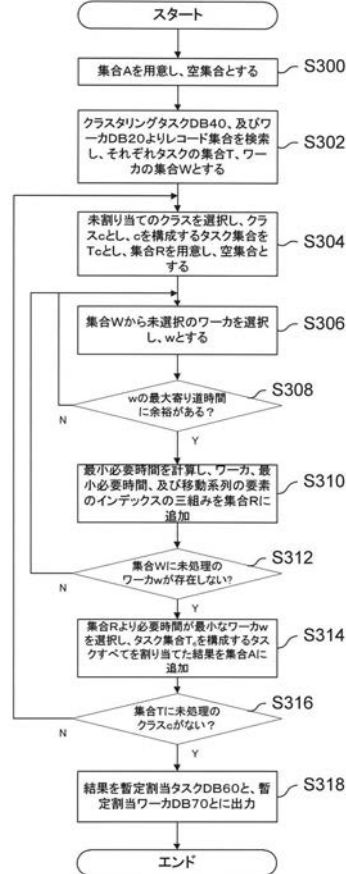 スタート
集合Aを用意し、空集合とする
S300
クラスタリングタスクDB40、及びワ
ーカDB20よりレコード集合を検索
し、それぞれタスクの集合T、ワー
カの集合Wとする
S302
未割り当てのクラスを選択し、クラ
スcとし、cを構成するタスク集合を
Tcとし、集合Rを用意し、空集合と
する
S304
集合Wから未選択のワーカを選択
し、wとする
S306
wの最大寄り道時間
に余裕がある?
S308
N
Y
最小必要時間を計算し、ワーカ、最
小必要時間、及び移動系列の要素
のインデックスの三組みを集合Rに
追加
S310
集合Wに未処理の
ワーカwが存在しない?
S312
N
Y
集合Rより必要時間が最小なワーカw
を選択し、タスク集合Tcを構成するタス
クすべてを割り当てた結果を集合Aに
追加
S314
集合Tに未処理の
クラスcがない?
S316
N
Y
結果を暫定割当タスクDB60と、暫
定割当ワーカDB70とに出力
S318
エンド